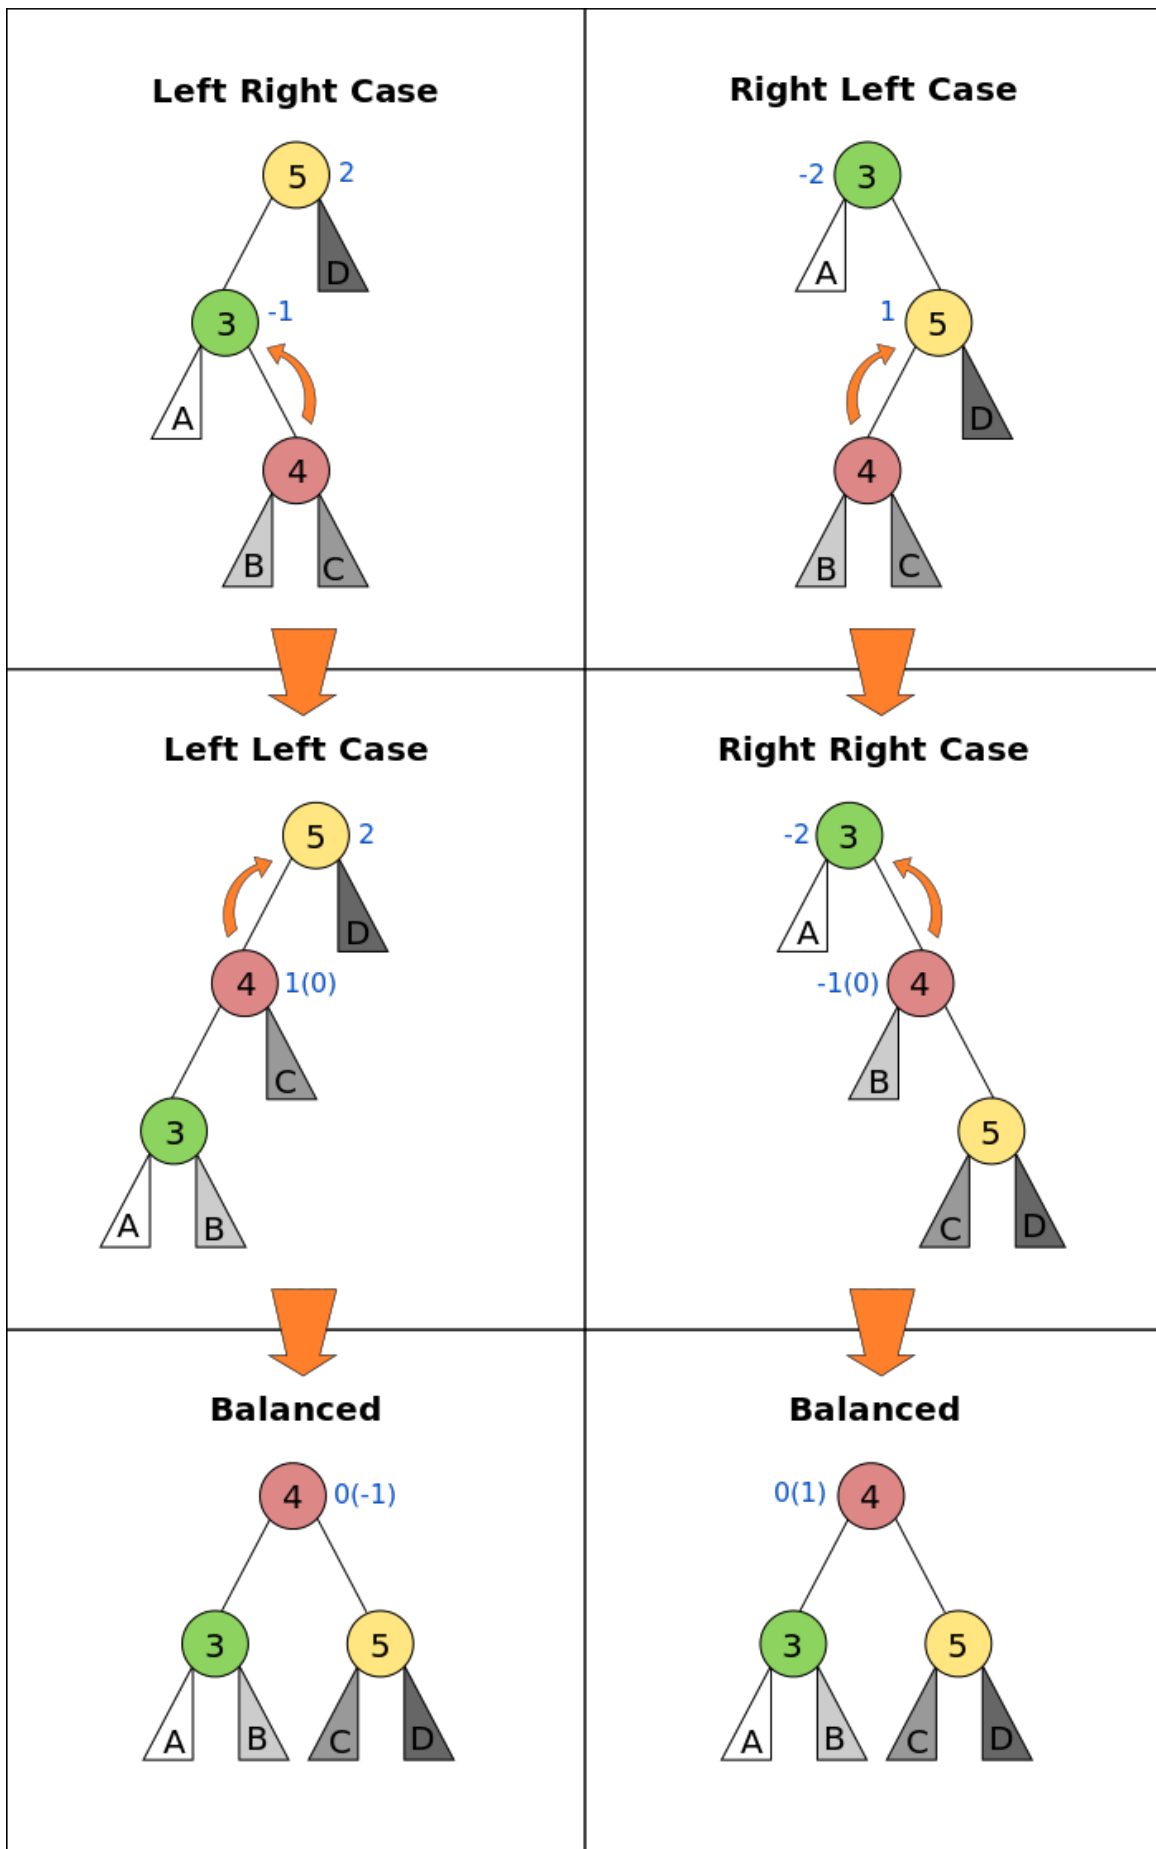 Left Right Case
5 2
D
3 -1
A
4
B C
Right Left Case
-2 3
A
1 5
D
4
B C
Left Left Case
5 2
D
4 1(0)
C
3
A B
Right Right Case
-2 3
A
-1(0) 4
B
5
C D
Balanced
4 0(-1)
3 5
A B C D
Balanced
0(1) 4
3 5
A B C D